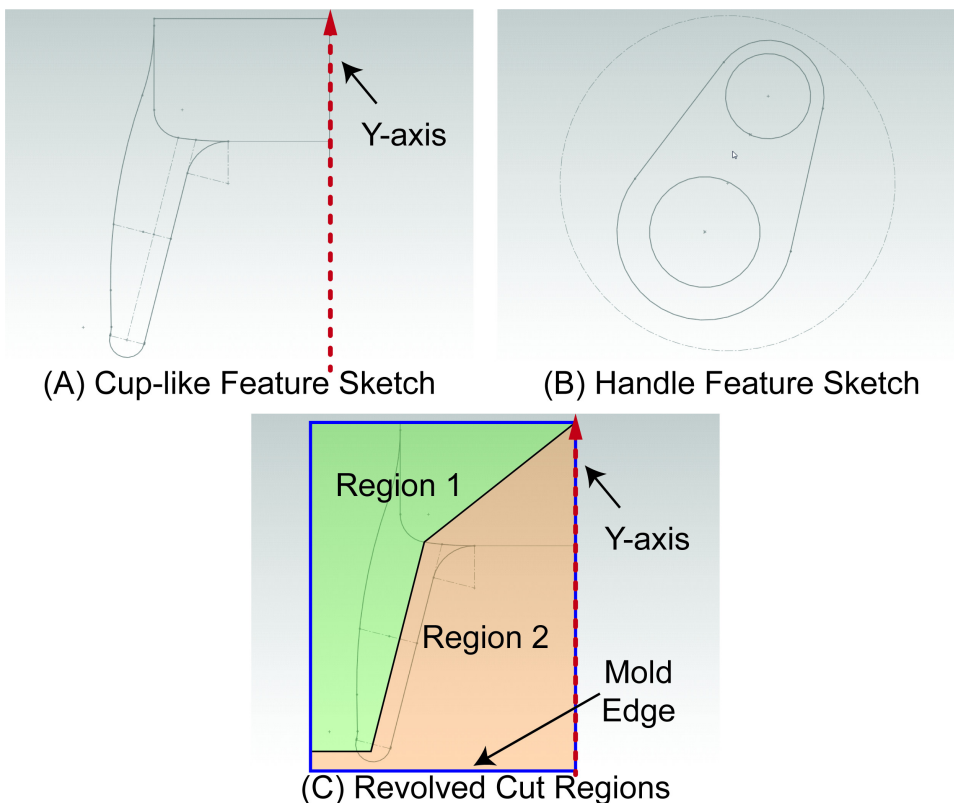 Y-axis
(A) Cup-like Feature Sketch
(B) Handle Feature Sketch
Region 1
Y-axis
Region 2
Mold
Edge
(C) Revolved Cut Regions